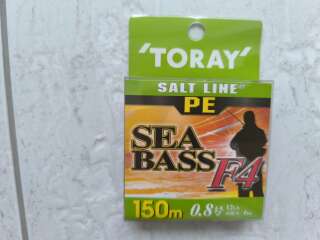 'TORAY'
SALT LINE
PE
SEA
BASS
F4
150m 0.8